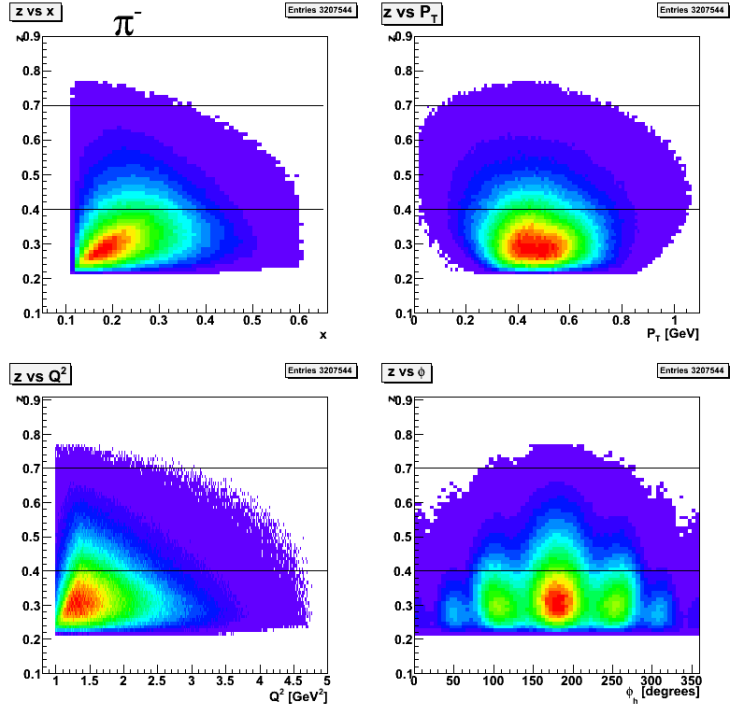 z vs x
π⁻
Entries 3207544
z
0.9
0.8
0.7
0.6
0.5
0.4
0.3
0.2
0.1
0.1 0.2 0.3 0.4 0.5 0.6
x
z vs P_T
Entries 3207544
z
0.9
0.8
0.7
0.6
0.5
0.4
0.3
0.2
0.1
0 0.2 0.4 0.6 0.8 1
P_T [GeV]
z vs Q²
Entries 3207544
z
0.9
0.8
0.7
0.6
0.5
0.4
0.3
0.2
0.1
1 1.5 2 2.5 3 3.5 4 4.5 5
Q² [GeV²]
z vs ϕ
Entries 3207544
z
0.9
0.8
0.7
0.6
0.5
0.4
0.3
0.2
0.1
0 50 100 150 200 250 300 350
ϕ_h [degrees]